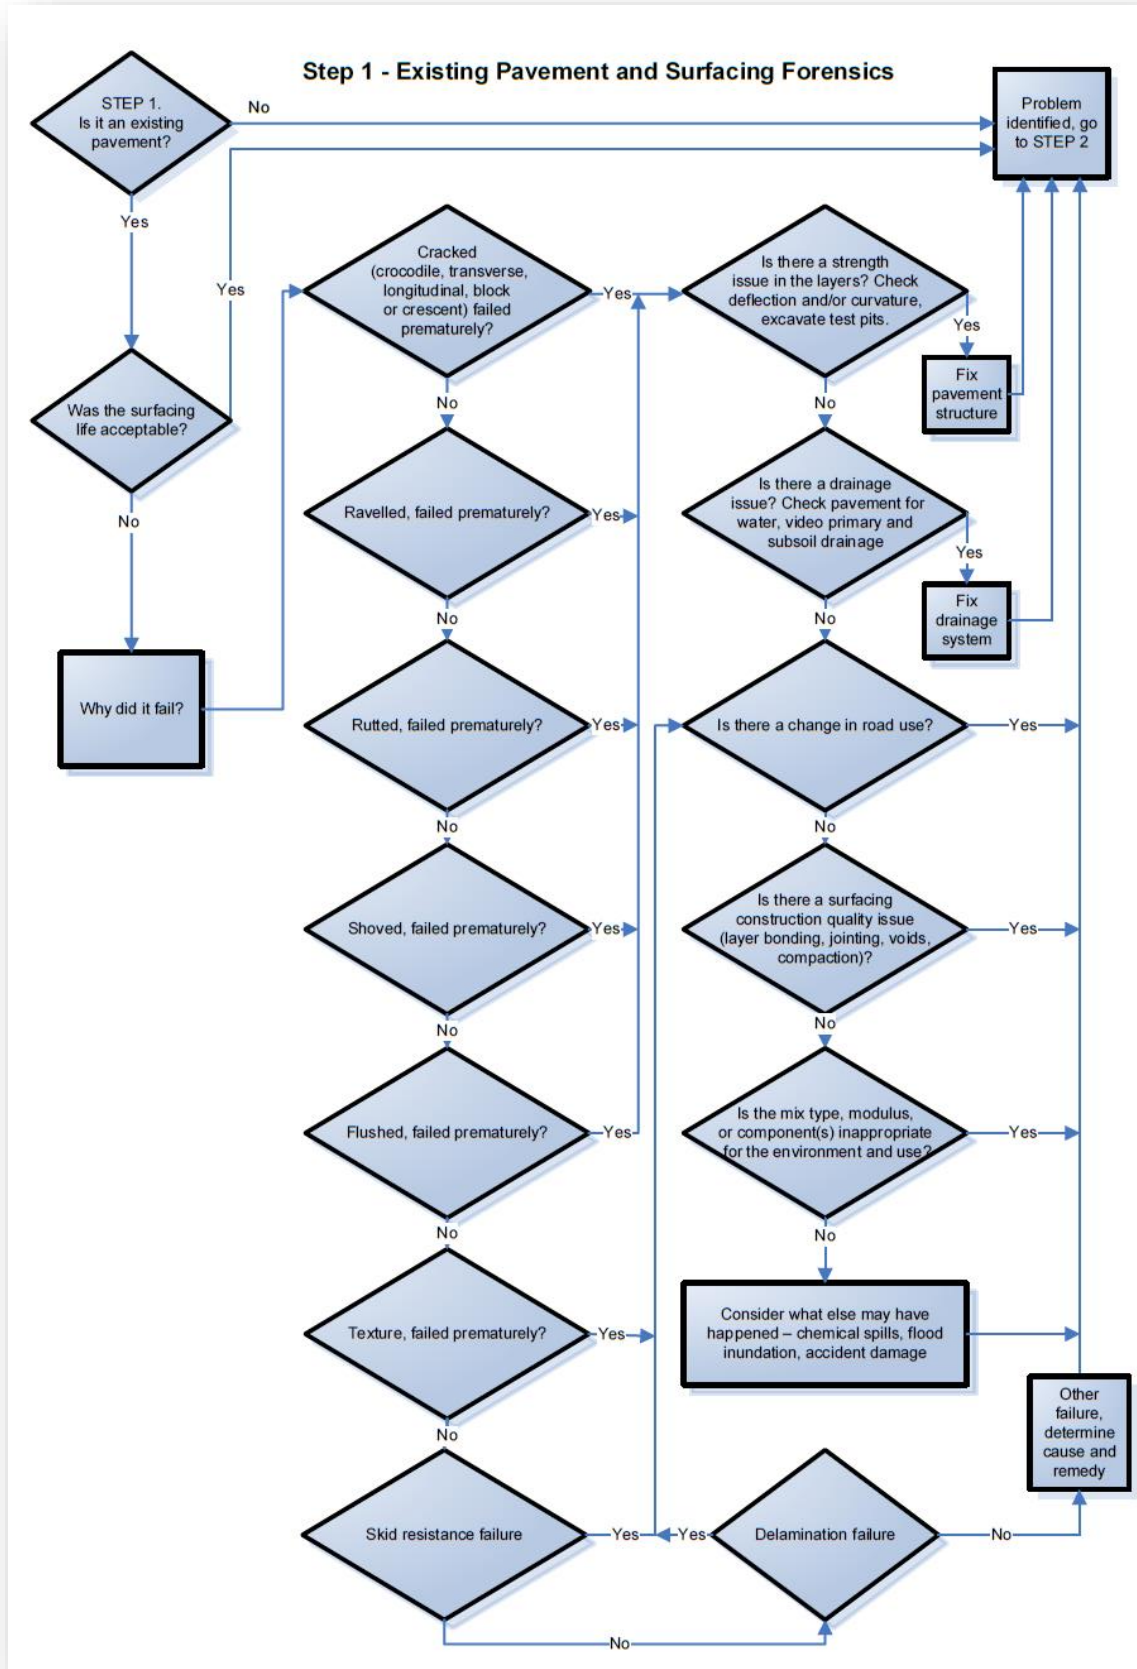 Step 1 - Existing Pavement and Surfacing Forensics
STEP 1.
Is it an existing
pavement?
No
Problem
identified, go
to STEP 2
Yes
Was the surfacing
life acceptable?
Yes
No
Why did it fail?
Cracked
(crocodile, transverse,
longitudinal, block
or crescent) failed
prematurely?
Yes
No
Ravelled, failed prematurely?
Yes
No
Rutted, failed prematurely?
Yes
No
Shoved, failed prematurely?
Yes
No
Flushed, failed prematurely?
Yes
No
Texture, failed prematurely?
Yes
No
Skid resistance failure
Yes
No
Is there a strength
issue in the layers? Check
deflection and/or curvature,
excavate test pits.
Yes
Fix
pavement
structure
No
Is there a drainage
issue? Check pavement for
water, video primary and
subsoil drainage
Yes
Fix
drainage
system
No
Is there a change in road use?
Yes
No
Is there a surfacing
construction quality issue
(layer bonding, jointing, voids,
compaction)?
Yes
No
Is the mix type, modulus,
or component(s) inappropriate
for the environment and use?
Yes
No
Consider what else may have
happened – chemical spills, flood
inundation, accident damage
Delamination failure
Yes
No
Other
failure,
determine
cause and
remedy